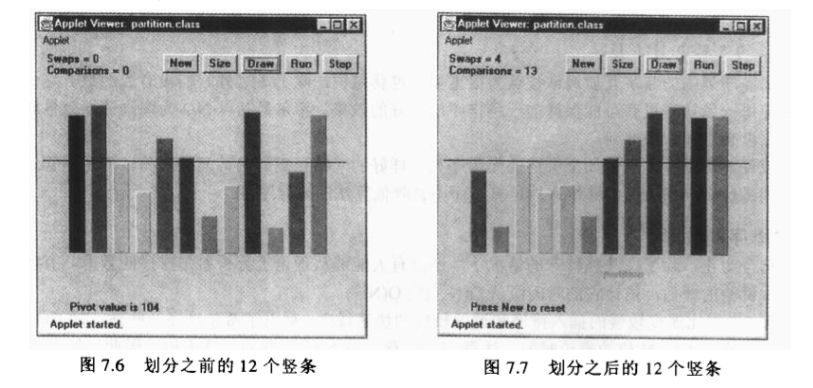 Applet Viewer: partition.class
Applet
Swaps = 0
Comparisons = 0
New
Size
Draw
Run
Step
Pivot value is 104
Applet started.
图 7.6 划分之前的 12 个竖条
Applet Viewer: partition.class
Applet
Swaps = 4
Comparisons = 13
New
Size
Draw
Run
Step
partition
Press New to reset
Applet started.
图 7.7 划分之后的 12 个竖条